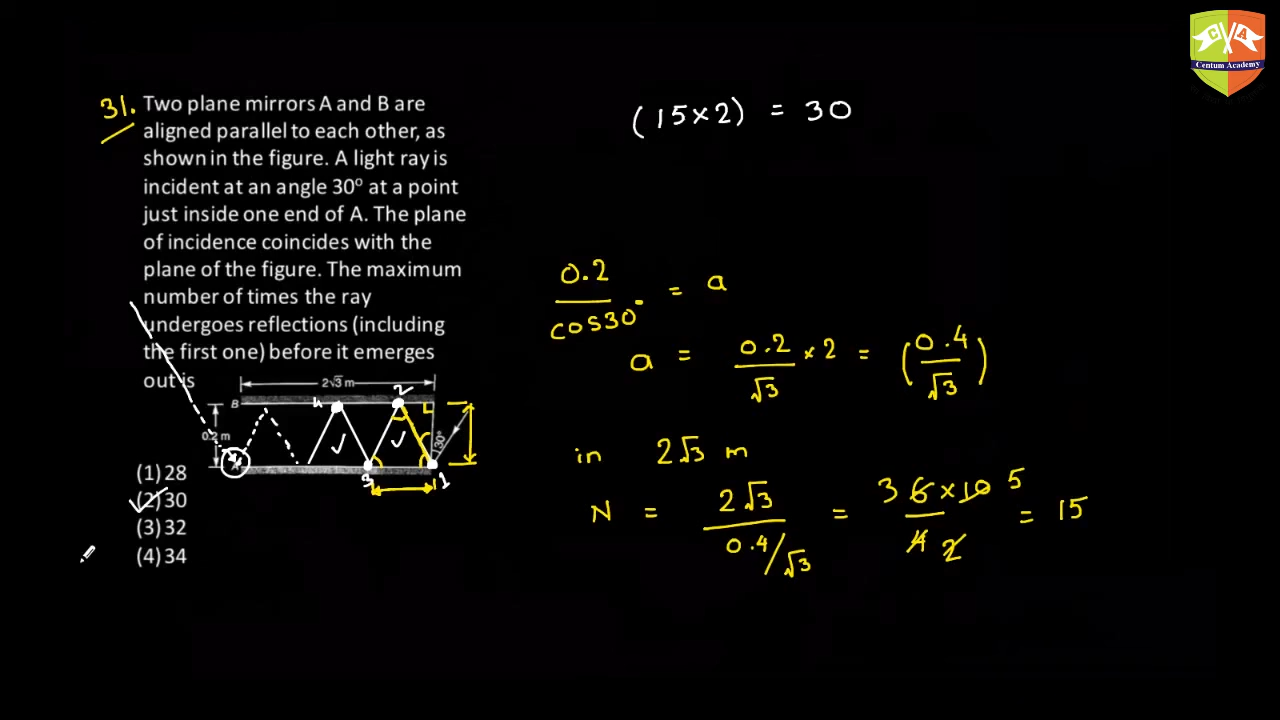 C A
Centum Academy
31. Two plane mirrors A and B are
aligned parallel to each other, as
shown in the figure. A light ray is
incident at an angle 30° at a point
just inside one end of A. The plane
of incidence coincides with the
plane of the figure. The maximum
number of times the ray
undergoes reflections (including
the first one) before it emerges
out is
2√3 m
B
4
2
0.2 m
30°
A
3
1
(1) 28
(2) 30
(3) 32
(4) 34
(15×2) = 30
0.2 / cos30° = a
a = 0.2/√3 × 2 = (0.4/√3)
in 2√3 m
N = 2√3 / 0.4/√3 = 3 6×10 5 / 4 2 = 15